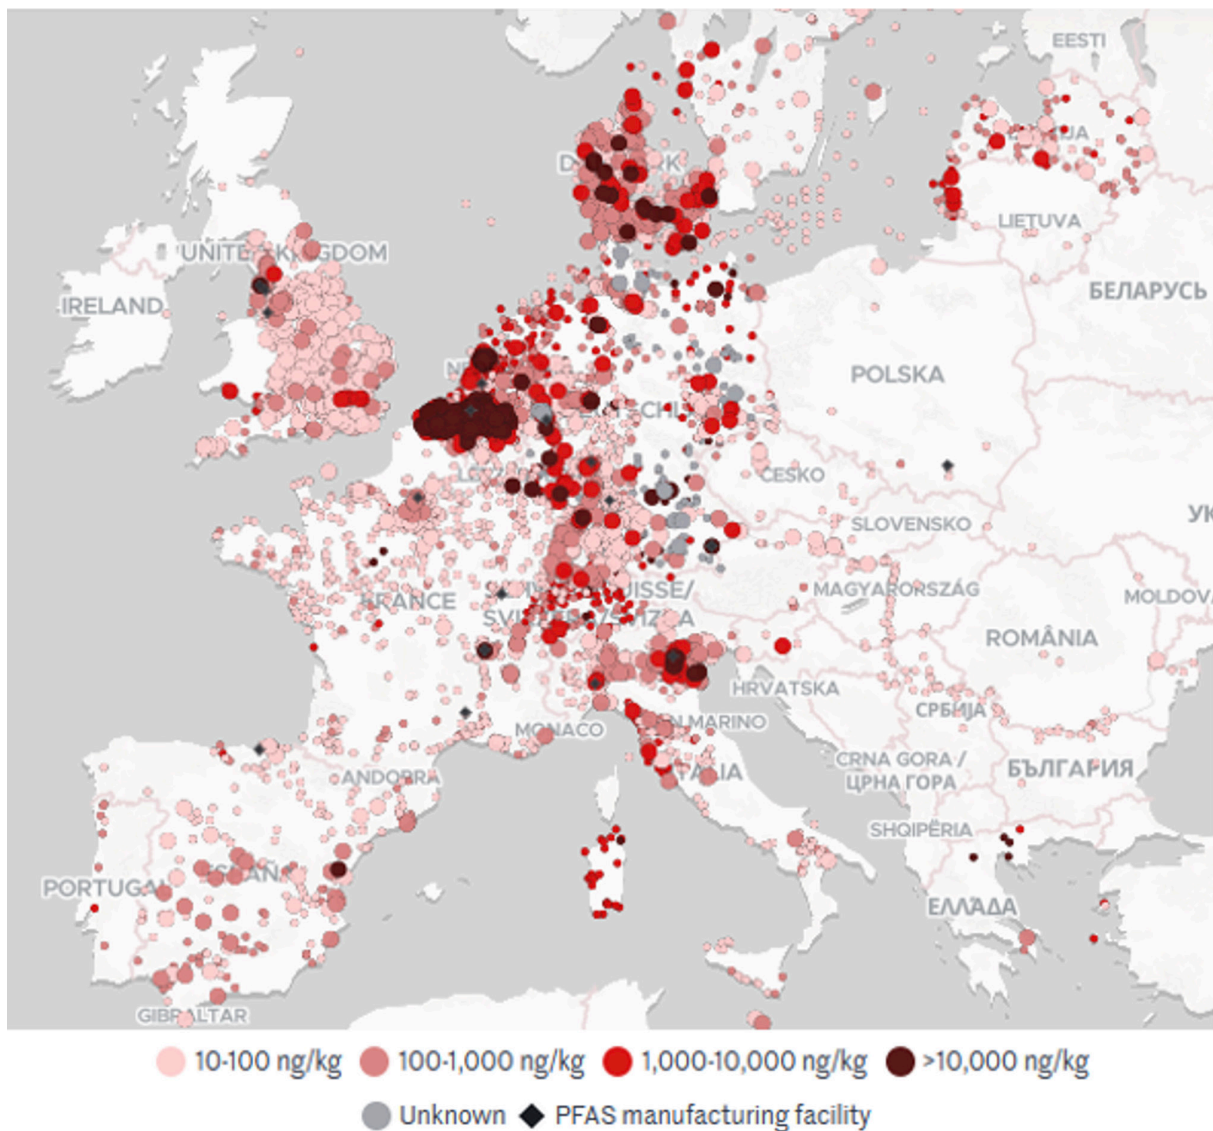 EESTI
LIETUVA
UNITED KINGDOM
БЕЛАРУСЬ
IRELAND
POLSKA
ČESKO
SLOVENSKO
MAGYARORSZÁG
FRANCE
MOLDOVA
ROMÂNIA
HRVATSKA
СРБИЈА
MONACO
N MARINO
CRNA GORA /
ЦРНА ГОРА
БЪЛГАРИЯ
ITALIA
ANDORRA
SHQIPËRIA
ESPAÑA
PORTUGAL
ΕΛΛΑΔΑ
GIBRALTAR
10-100 ng/kg 100-1,000 ng/kg 1,000-10,000 ng/kg >10,000 ng/kg
Unknown PFAS manufacturing facility